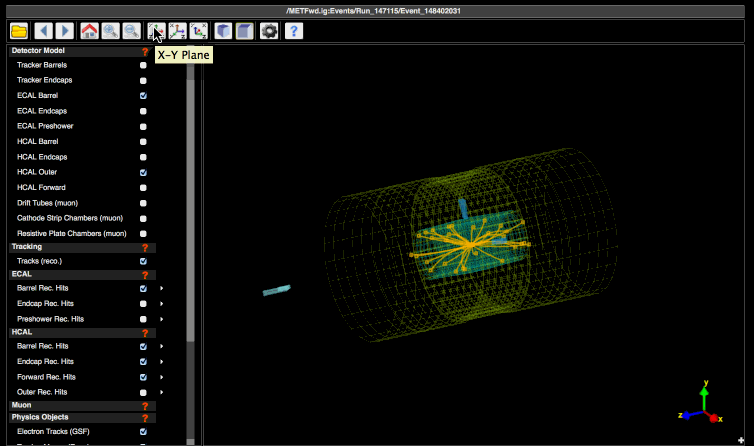 /METFwd.ig:Events/Run_147115/Event_148402031
?
X-Y Plane
Detector Model ?
Tracker Barrels
Tracker Endcaps
ECAL Barrel
ECAL Endcaps
ECAL Preshower
HCAL Barrel
HCAL Endcaps
HCAL Outer
HCAL Forward
Drift Tubes (muon)
Cathode Strip Chambers (muon)
Resistive Plate Chambers (muon)
Tracking ?
Tracks (reco.)
ECAL ?
Barrel Rec. Hits
Endcap Rec. Hits
Preshower Rec. Hits
HCAL ?
Barrel Rec. Hits
Endcap Rec. Hits
Forward Rec. Hits
Outer Rec. Hits
Muon ?
Physics Objects ?
Electron Tracks (GSF)
y
z
x